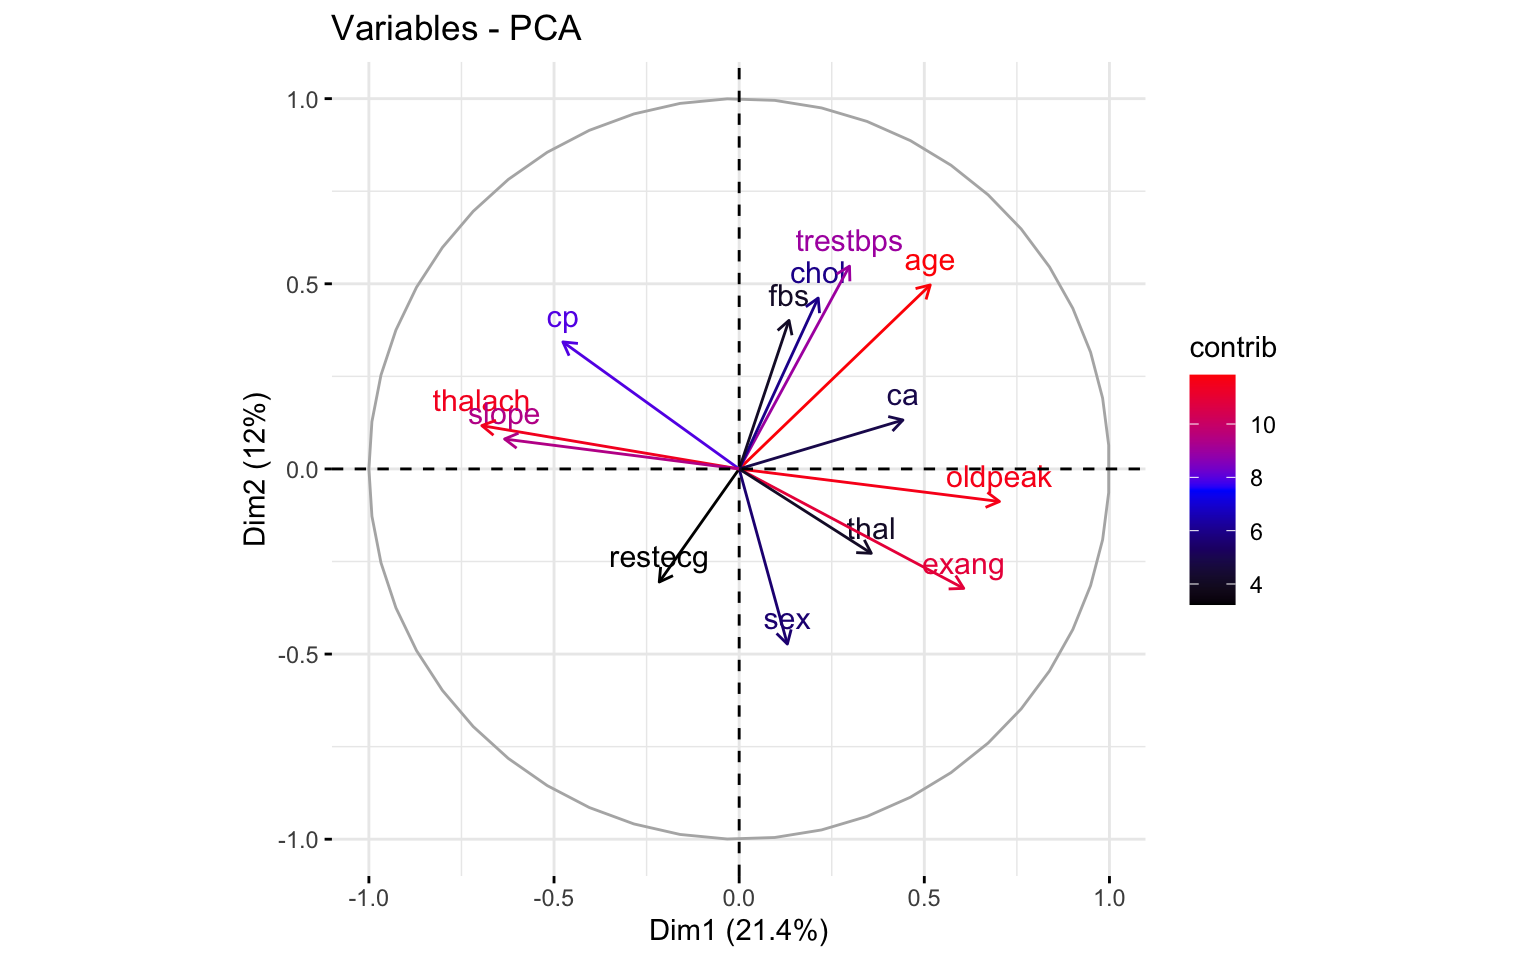 Variables - PCA
1.0
0.5
0.0
-0.5
-1.0
Dim2 (12%)
trestbps
age
chol
fbs
cp
ca
thalach
slope
oldpeak
thal
exang
restecg
sex
-1.0
-0.5
0.0
0.5
1.0
Dim1 (21.4%)
contrib
10
8
6
4